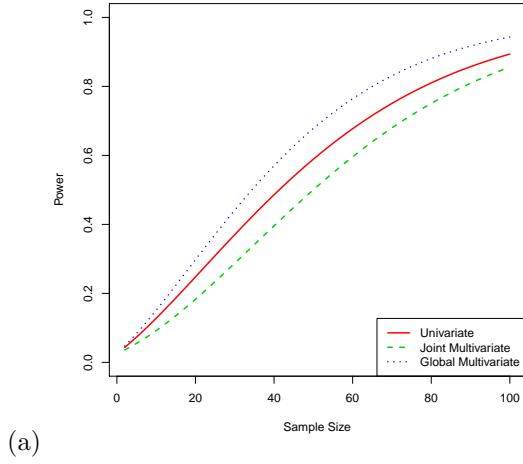 1.0
0.8
0.6
0.4
0.2
0.0
Power
Univariate
Joint Multivariate
Global Multivariate
0 20 40 60 80 100
Sample Size
(a)